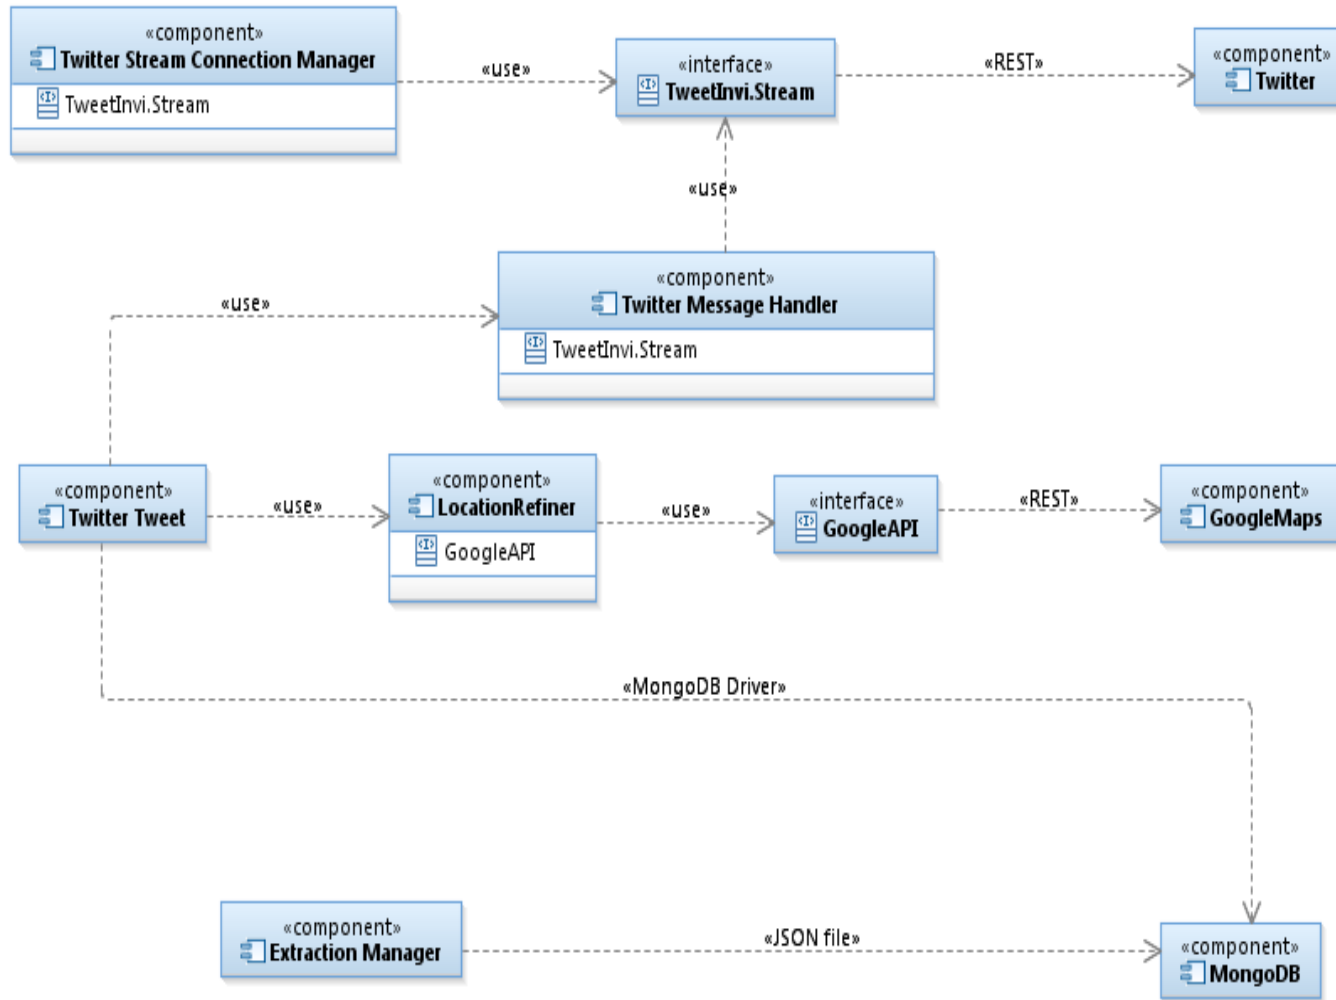 «component»
Twitter Stream Connection Manager
TweetInvi.Stream
«use»
«interface»
TweetInvi.Stream
«REST»
«component»
Twitter
«use»
«component»
Twitter Message Handler
TweetInvi.Stream
«use»
«component»
Twitter Tweet
«use»
«component»
LocationRefiner
GoogleAPI
«use»
«interface»
GoogleAPI
«REST»
«component»
GoogleMaps
«MongoDB Driver»
«component»
Extraction Manager
«JSON file»
«component»
MongoDB